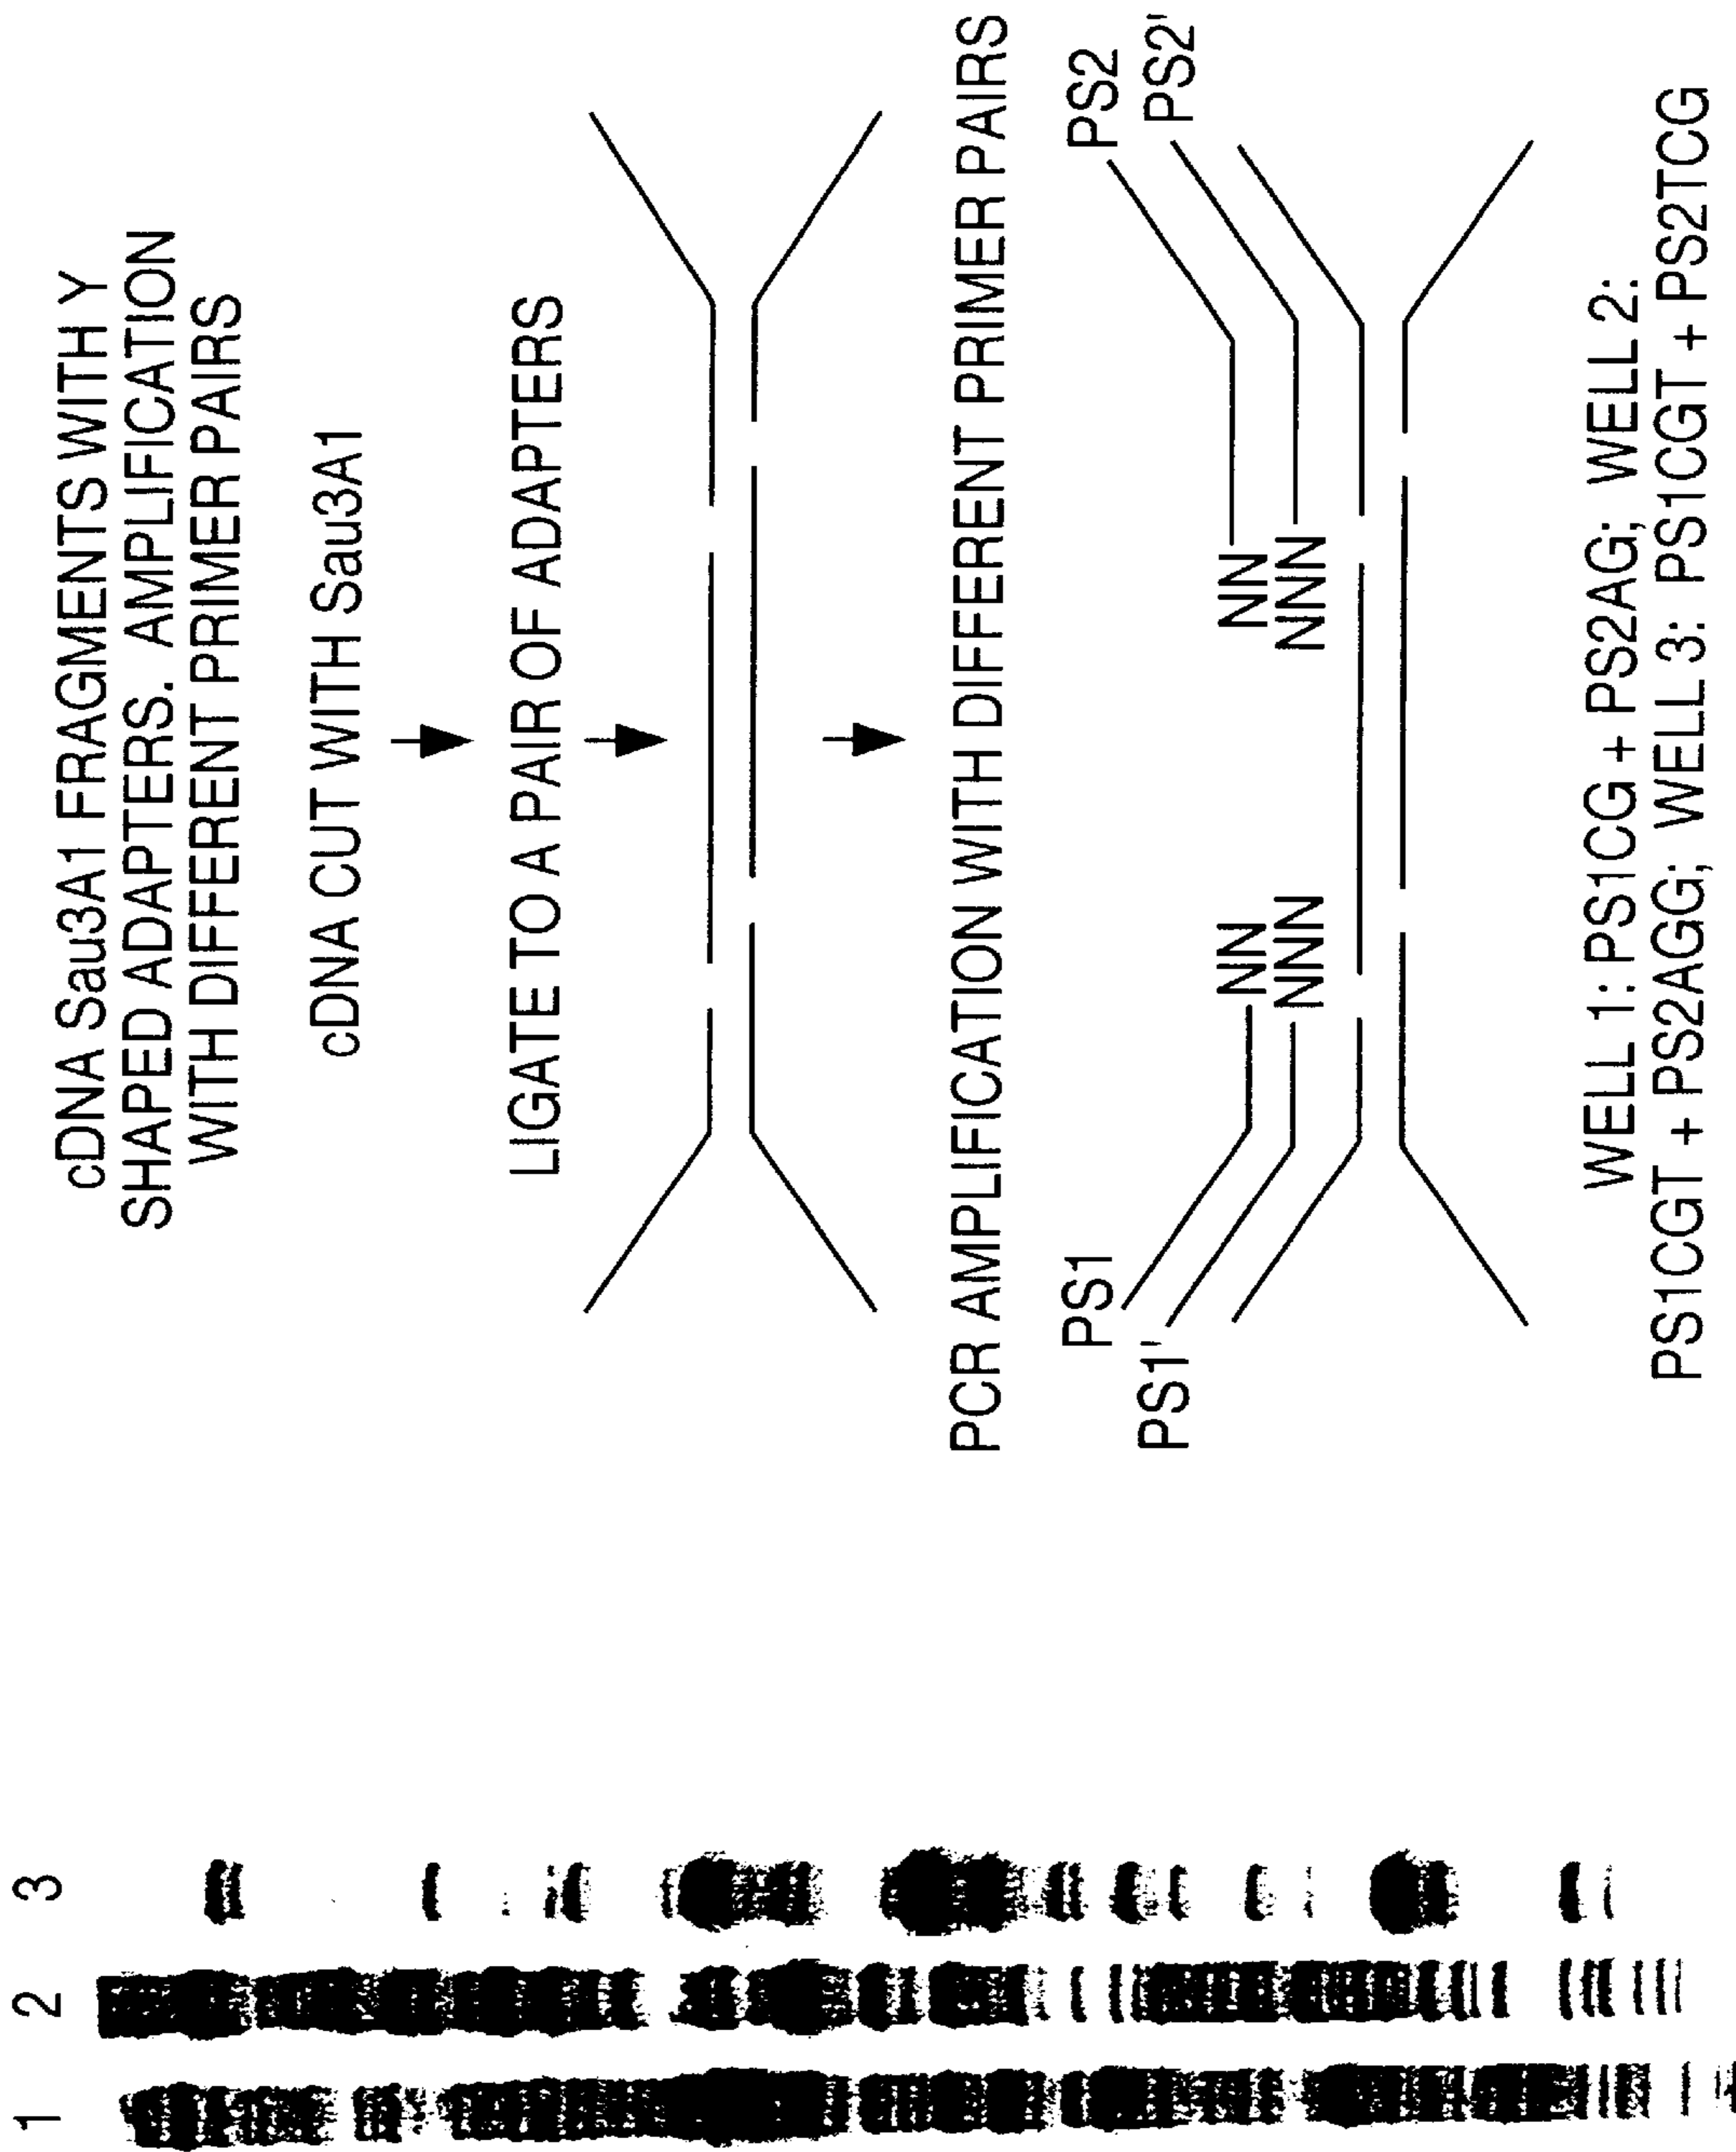 cDNA Sau3A1 FRAGMENTS WITH Y
SHAPED ADAPTERS. AMPLIFICATION
WITH DIFFERENT PRIMER PAIRS
cDNA CUT WITH Sau3A1
LIGATE TO A PAIR OF ADAPTERS
PCR AMPLIFICATION WITH DIFFERENT PRIMER PAIRS
PS1
PS2
PS1'
PS2'
NN
NN
NNN
NNN
WELL 1: PS1CG + PS2AG; WELL 2:
PS1CGT + PS2AGG; WELL 3: PS1CGT + PS2TCG
1
2
3